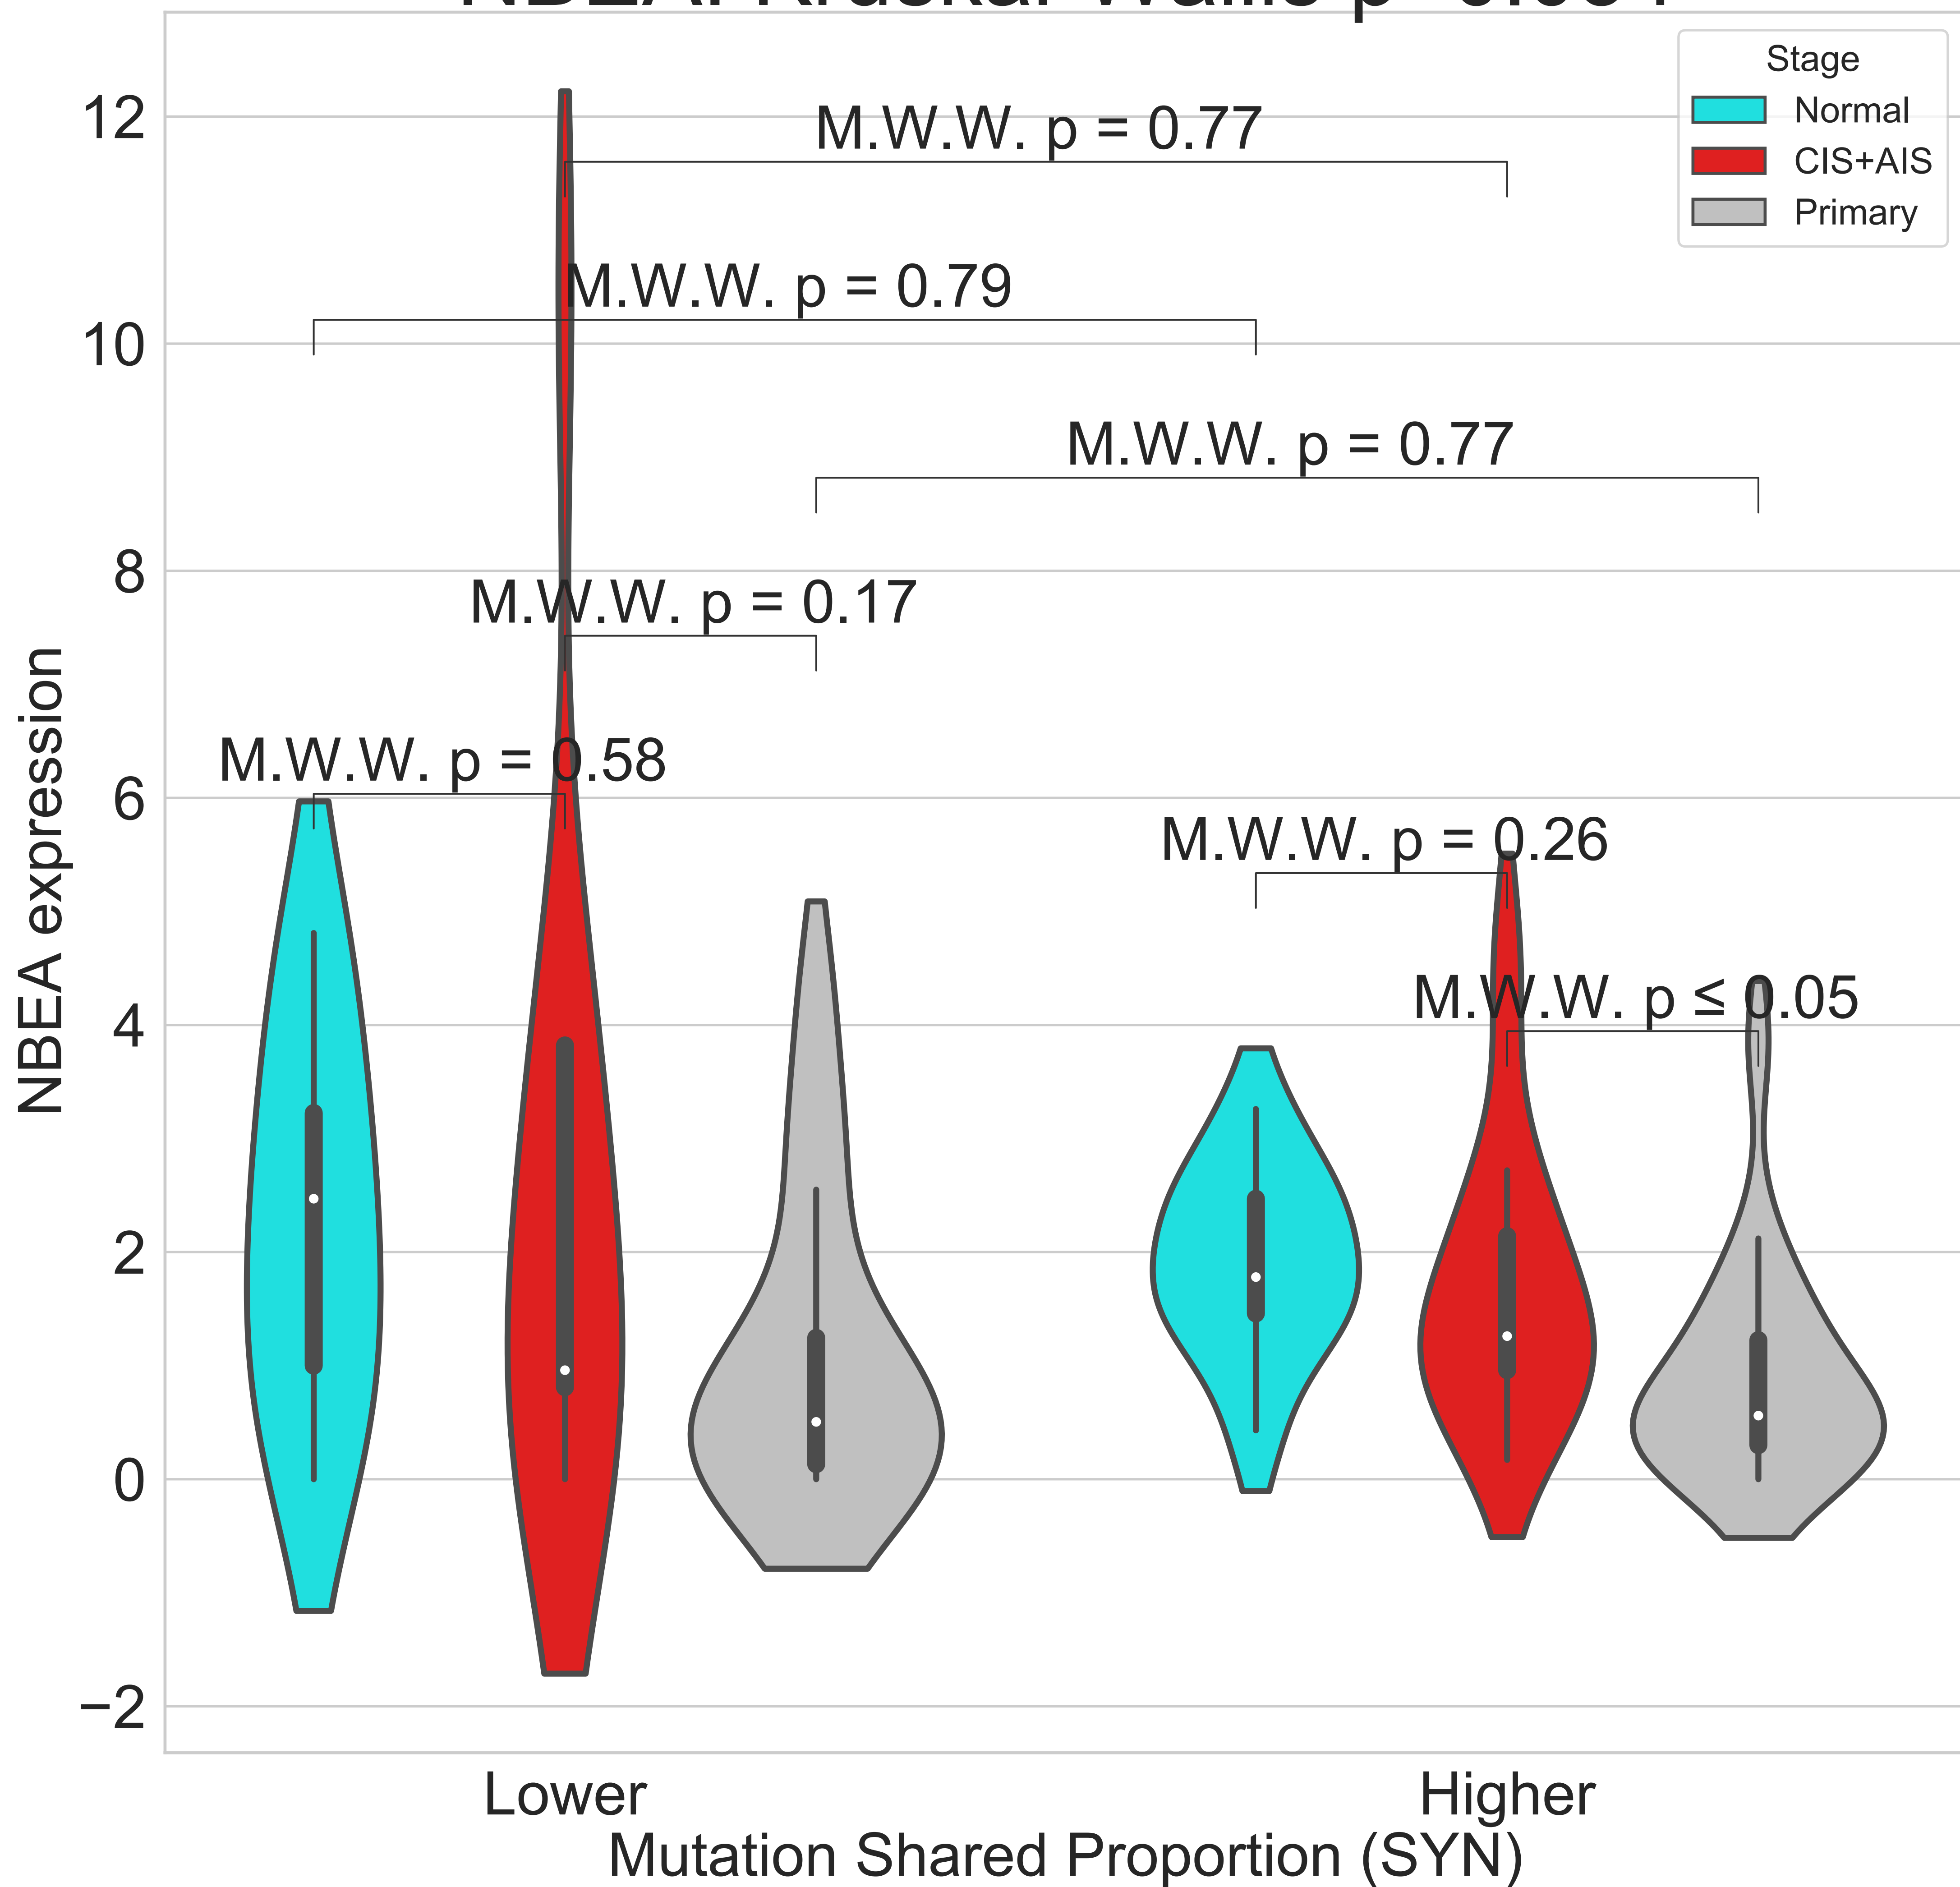 Stage
Normal
CIS+AIS
Primary
12
10
8
6
4
2
0
−2
NBEA expression
M.W.W. p = 0.77
M.W.W. p = 0.79
M.W.W. p = 0.77
M.W.W. p = 0.17
M.W.W. p = 0.58
M.W.W. p = 0.26
M.W.W. p ≤ 0.05
Lower
Higher
Mutation Shared Proportion (SYN)